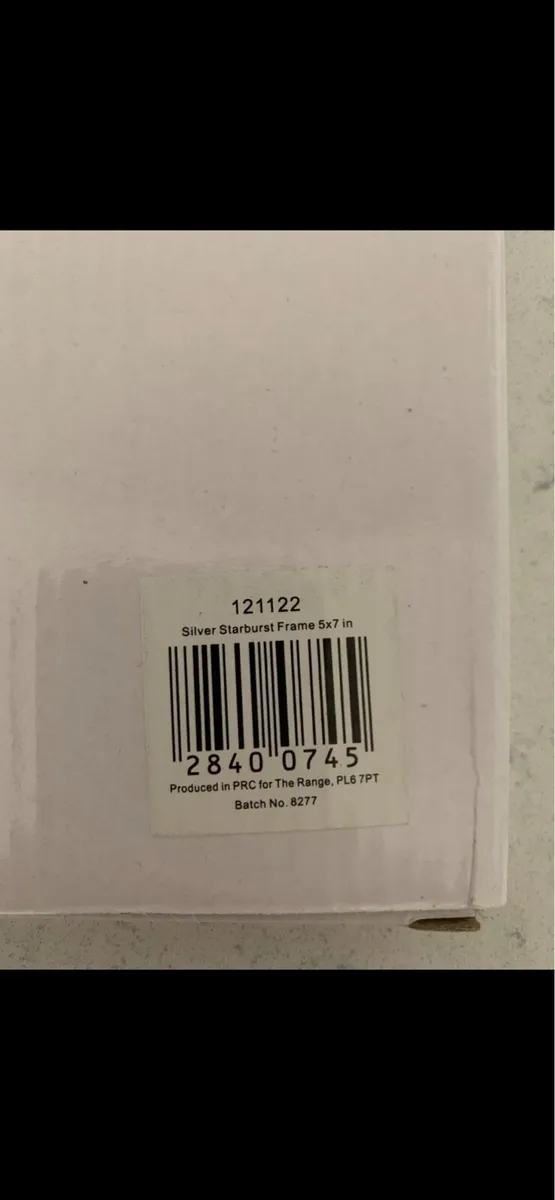 121122
Silver Starburst Frame 5x7 in
2840 0745
Produced in PRC for The Range, PL6 7PT
Batch No. 8277